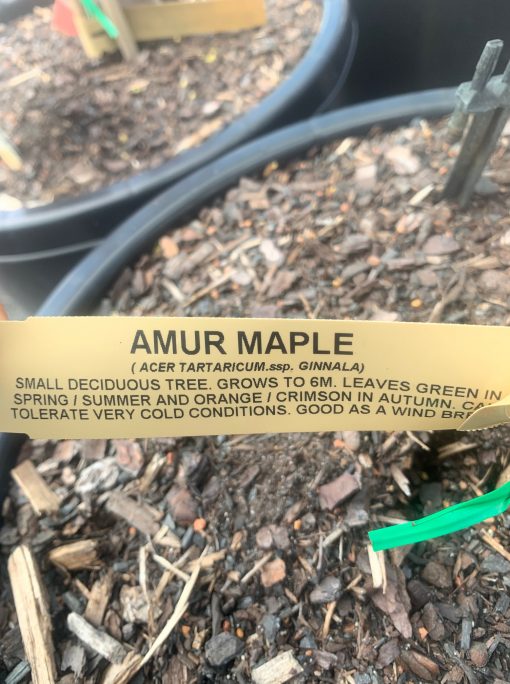 AMUR MAPLE
( ACER TARTARICUM.ssp. GINNALA)
SMALL DECIDUOUS TREE. GROWS TO 6M. LEAVES GREEN IN
SPRING / SUMMER AND ORANGE / CRIMSON IN AUTUMN.
TOLERATE VERY COLD CONDITIONS. GOOD AS A WIND